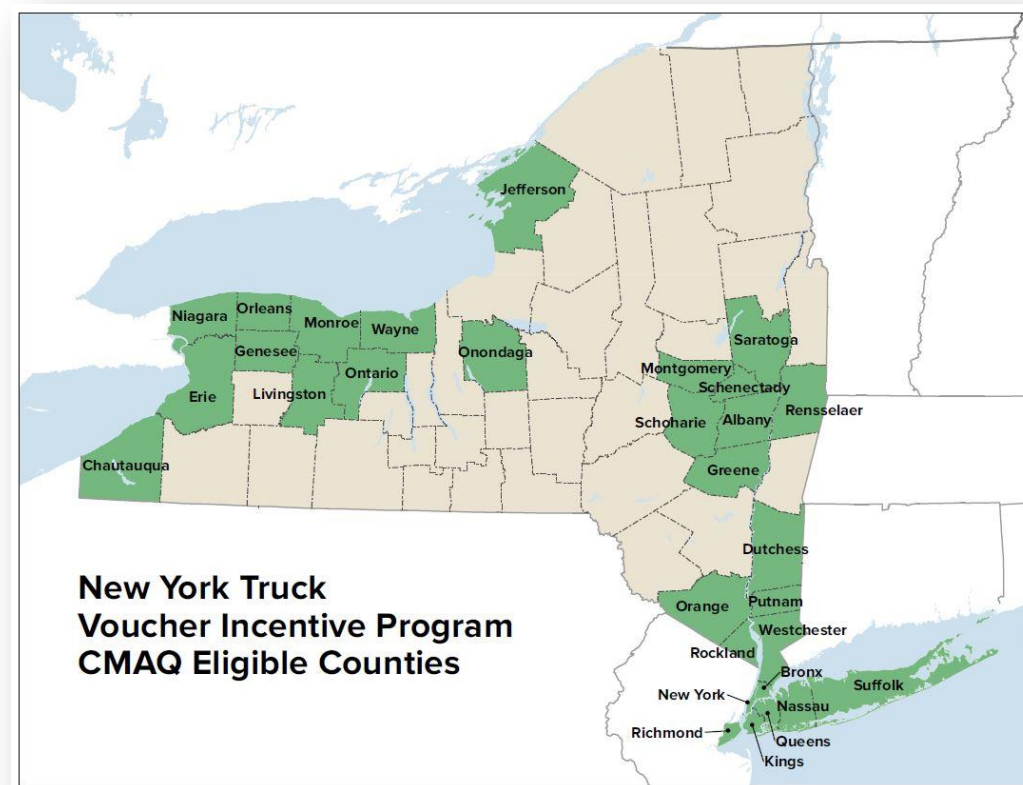 Jefferson
Niagara
Orleans
Monroe
Wayne
Genesee
Onondaga
Ontario
Erie
Livingston
Chautauqua
Saratoga
Montgomery
Schenectady
Schoharie
Albany
Rensselaer
Greene
Dutchess
Orange
Putnam
Westchester
Rockland
Bronx
New York
Suffolk
Nassau
Richmond
Queens
Kings
New York Truck
Voucher Incentive Program
CMAQ Eligible Counties